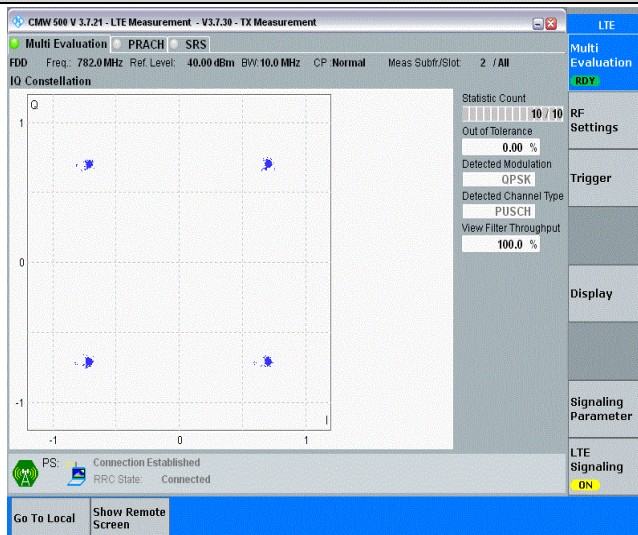 CMW 500 V 3.7.21 - LTE Measurement - V3.7.30 - TX Measurement
LTE
Multi Evaluation PRACH SRS
FDD Freq.: 782.0 MHz Ref. Level: 40.00 dBm BW: 10.0 MHz CP :Normal Meas Subfr./Slot: 2 / All
IQ Constellation
Q
1
0
-1
-1 0 1
I
Statistic Count
10 / 10
Out of Tolerance
0.00 %
Detected Modulation
QPSK
Detected Channel Type
PUSCH
View Filter Throughput
100.0 %
Multi
Evaluation
RDY
RF
Settings
Trigger
Display
Signaling
Parameter
LTE
Signaling
ON
PS: Connection Established
RRC State: Connected
Go To Local
Show Remote
Screen